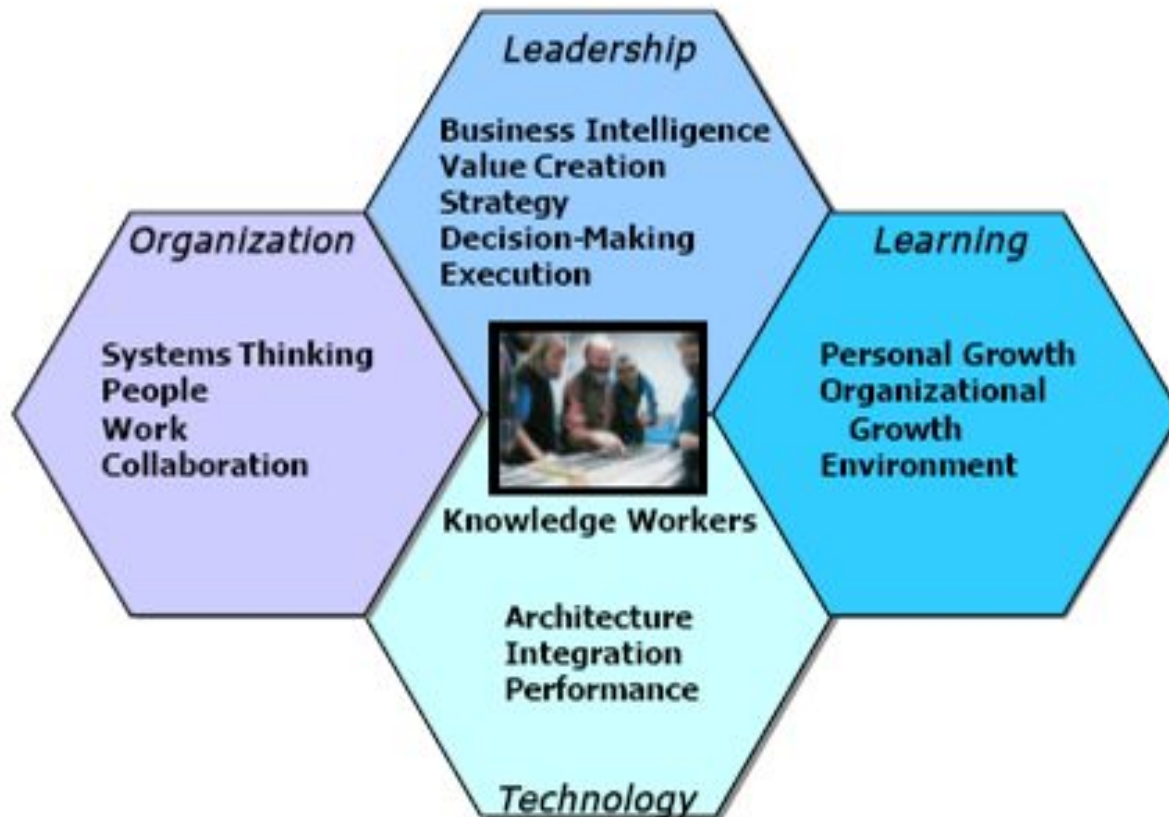 Leadership
Business Intelligence
Value Creation
Strategy
Decision-Making
Execution
Organization
Systems Thinking
People
Work
Collaboration
Learning
Personal Growth
Organizational
Growth
Environment
Knowledge Workers
Architecture
Integration
Performance
Technology